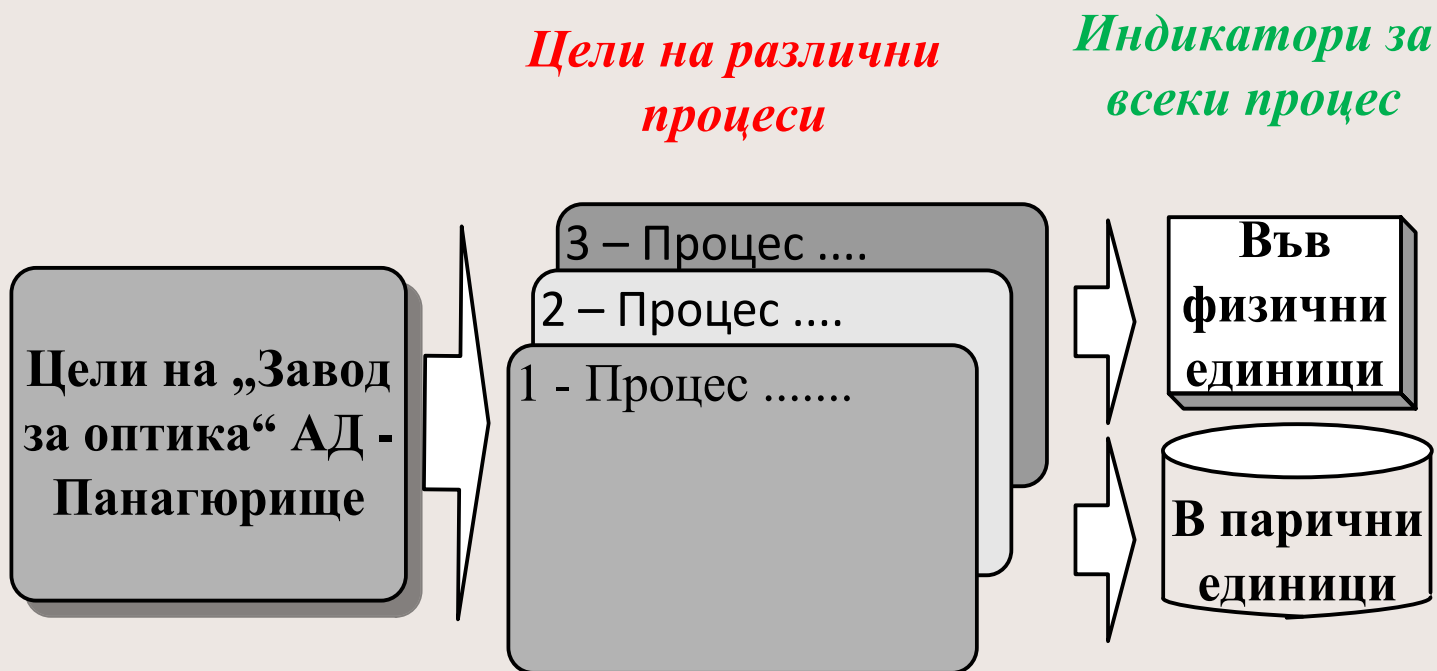 Цели на различни
процеси
Индикатори за
всеки процес
Цели на „Завод
за оптика“ АД -
Панагюрище
3 – Процес ....
2 – Процес ....
1 - Процес .......
Във
физични
единици
В парични
единици